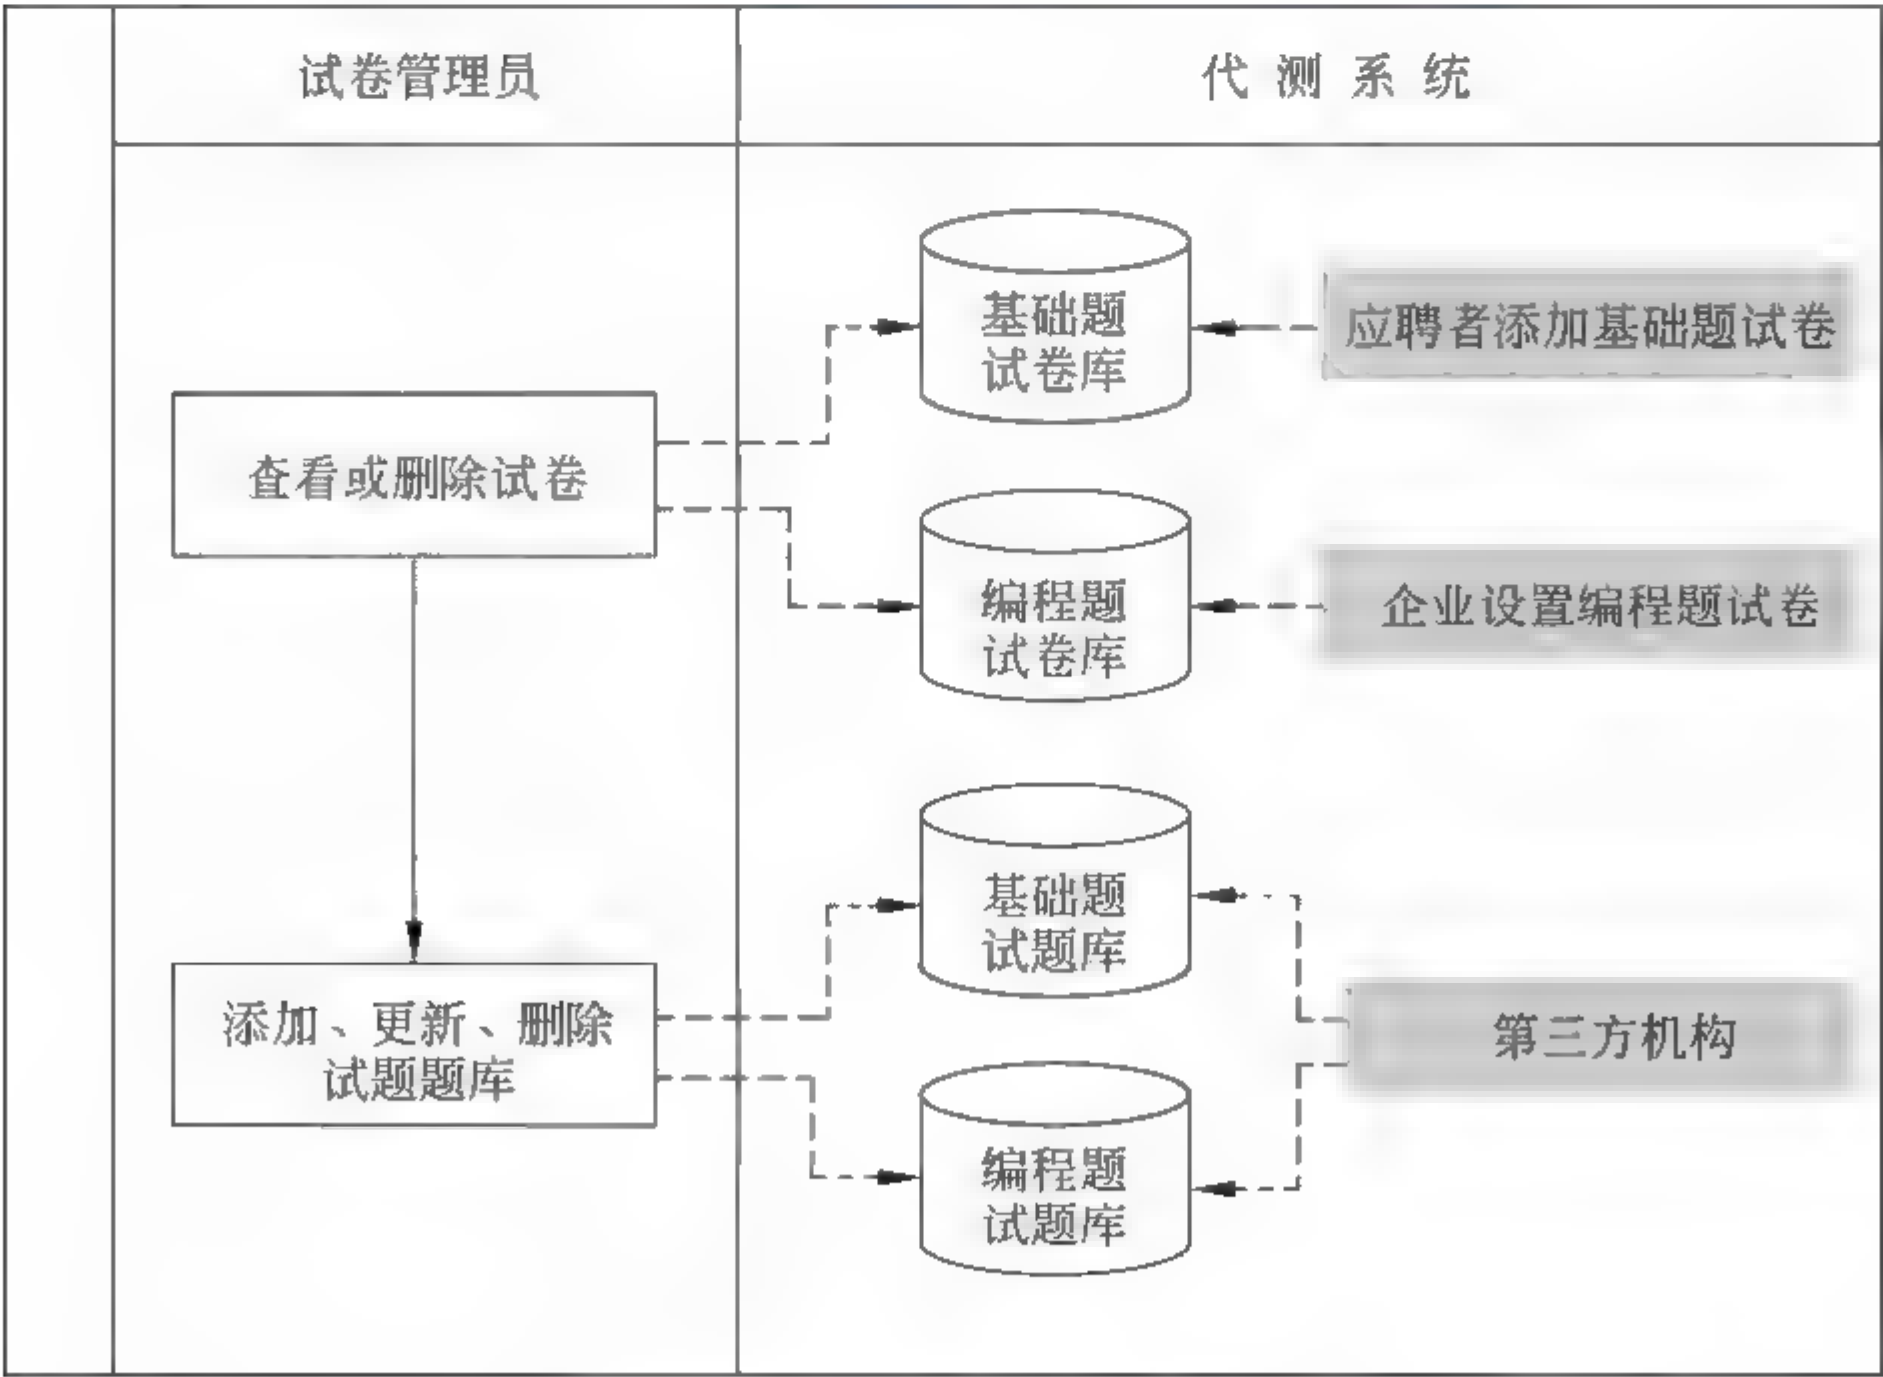 试卷管理员
代测系统
基础题
试卷库
应聘者添加基础题试卷
查看或删除试卷
编程题
试卷库
企业设置编程题试卷
基础题
试题库
第三方机构
添加、更新、删除
试题题库
编程题
试题库